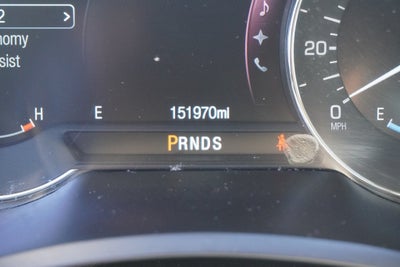 2 >
nomy
sist
20
H E 151970mi 0 E
MPH
PRNDS